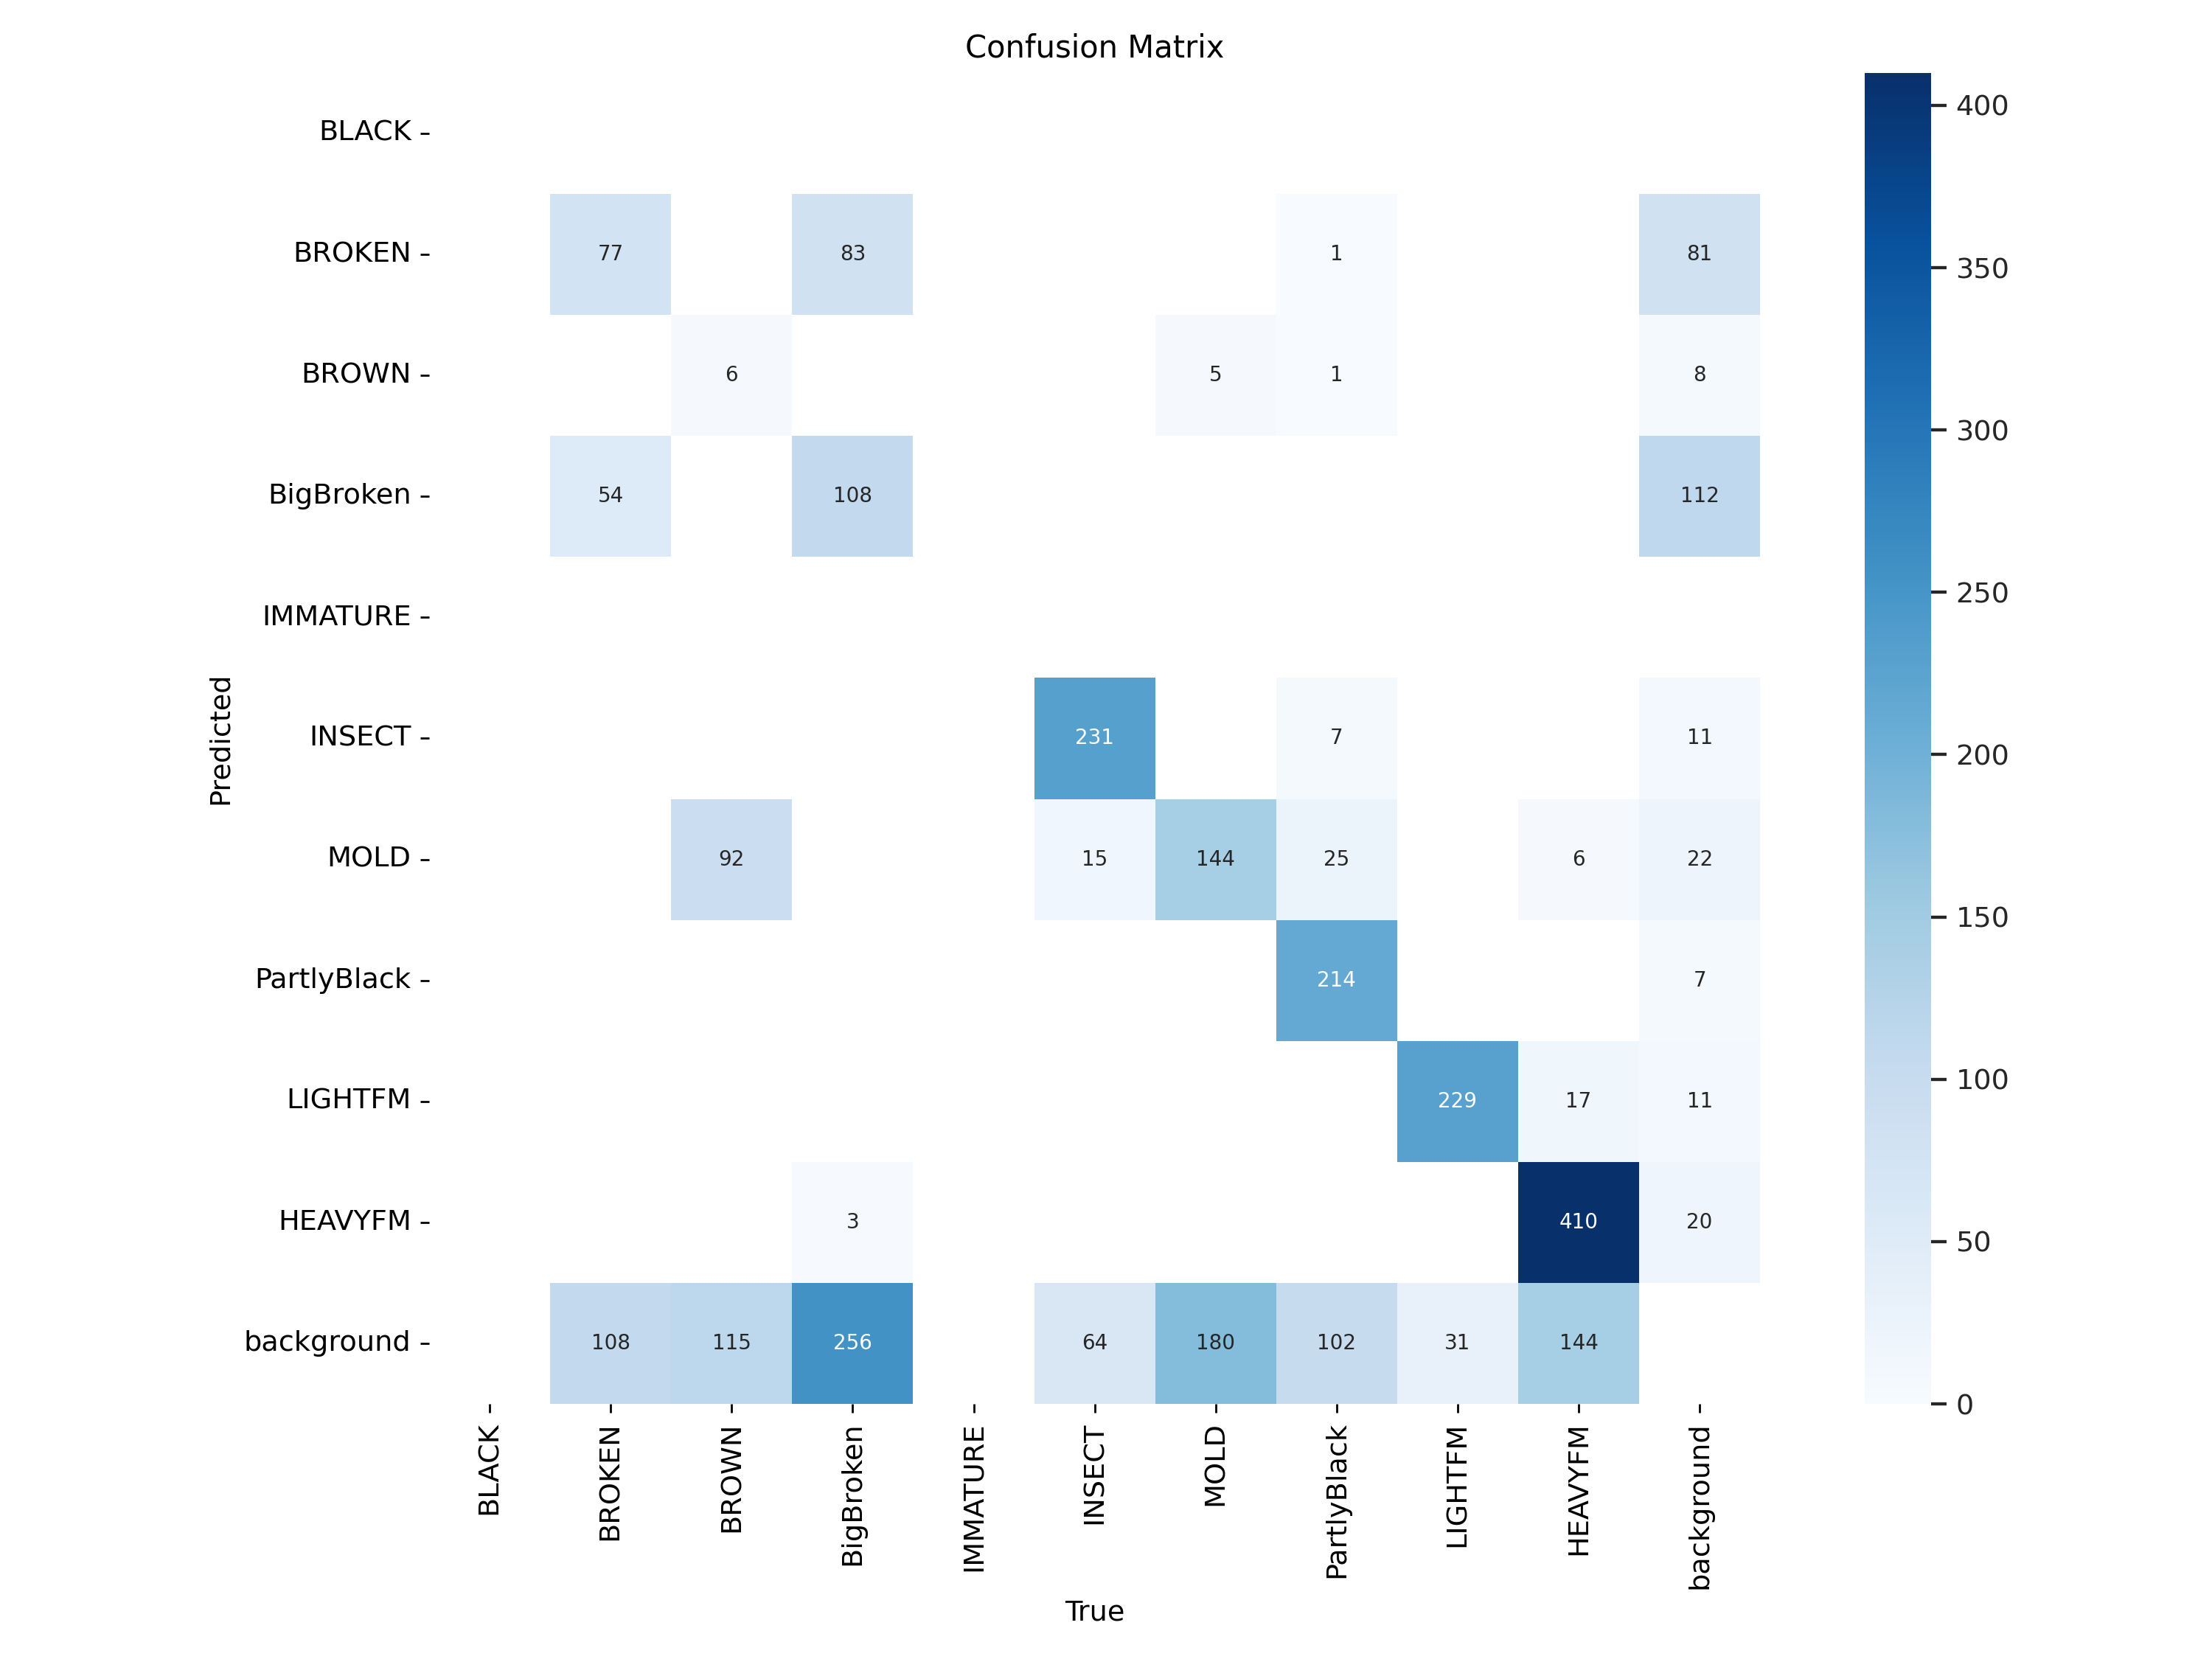 Confusion Matrix
BLACK
BROKEN 77 83 1 81
BROWN 6 5 1 8
BigBroken 54 108 112
IMMATURE
INSECT 231 7 11
MOLD 92 15 144 25 6 22
PartlyBlack 214 7
LIGHTFM 229 17 11
HEAVYFM 3 410 20
background 108 115 256 64 180 102 31 144
Predicted
BLACK BROKEN BROWN BigBroken IMMATURE INSECT MOLD PartlyBlack LIGHTFM HEAVYFM background
True
400
350
300
250
200
150
100
50
0